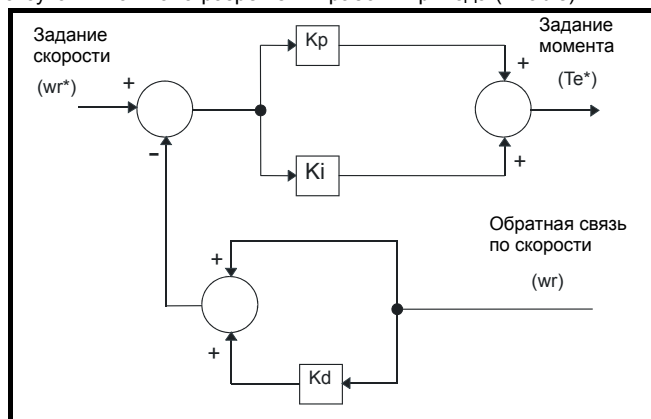 Задание
скорости
(wr*)
+
-
Kp
Ki
Задание
момента
(Te*)
+
+
Обратная связь
по скорости
(wr)
+
+
Kd